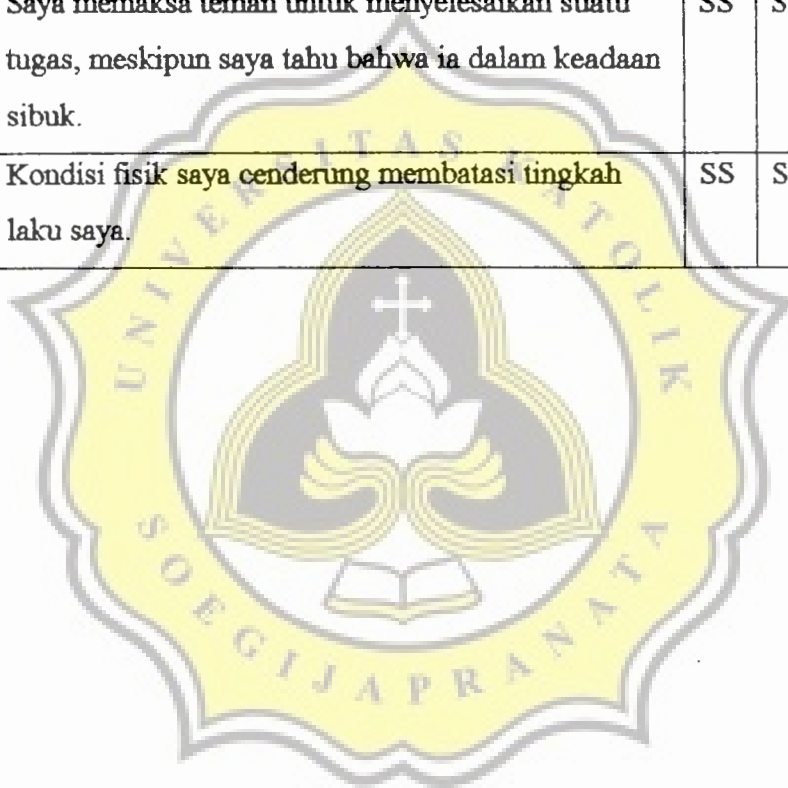 Saya memaksa teman untuk menyelesaikan suatu SS S
tugas, meskipun saya tahu bahwa ia dalam keadaan
sibuk.
Kondisi fisik saya cenderung membatasi tingkah SS S
laku saya.
UNIVERSITAS KATOLIK
SOEGIJAPRANATA